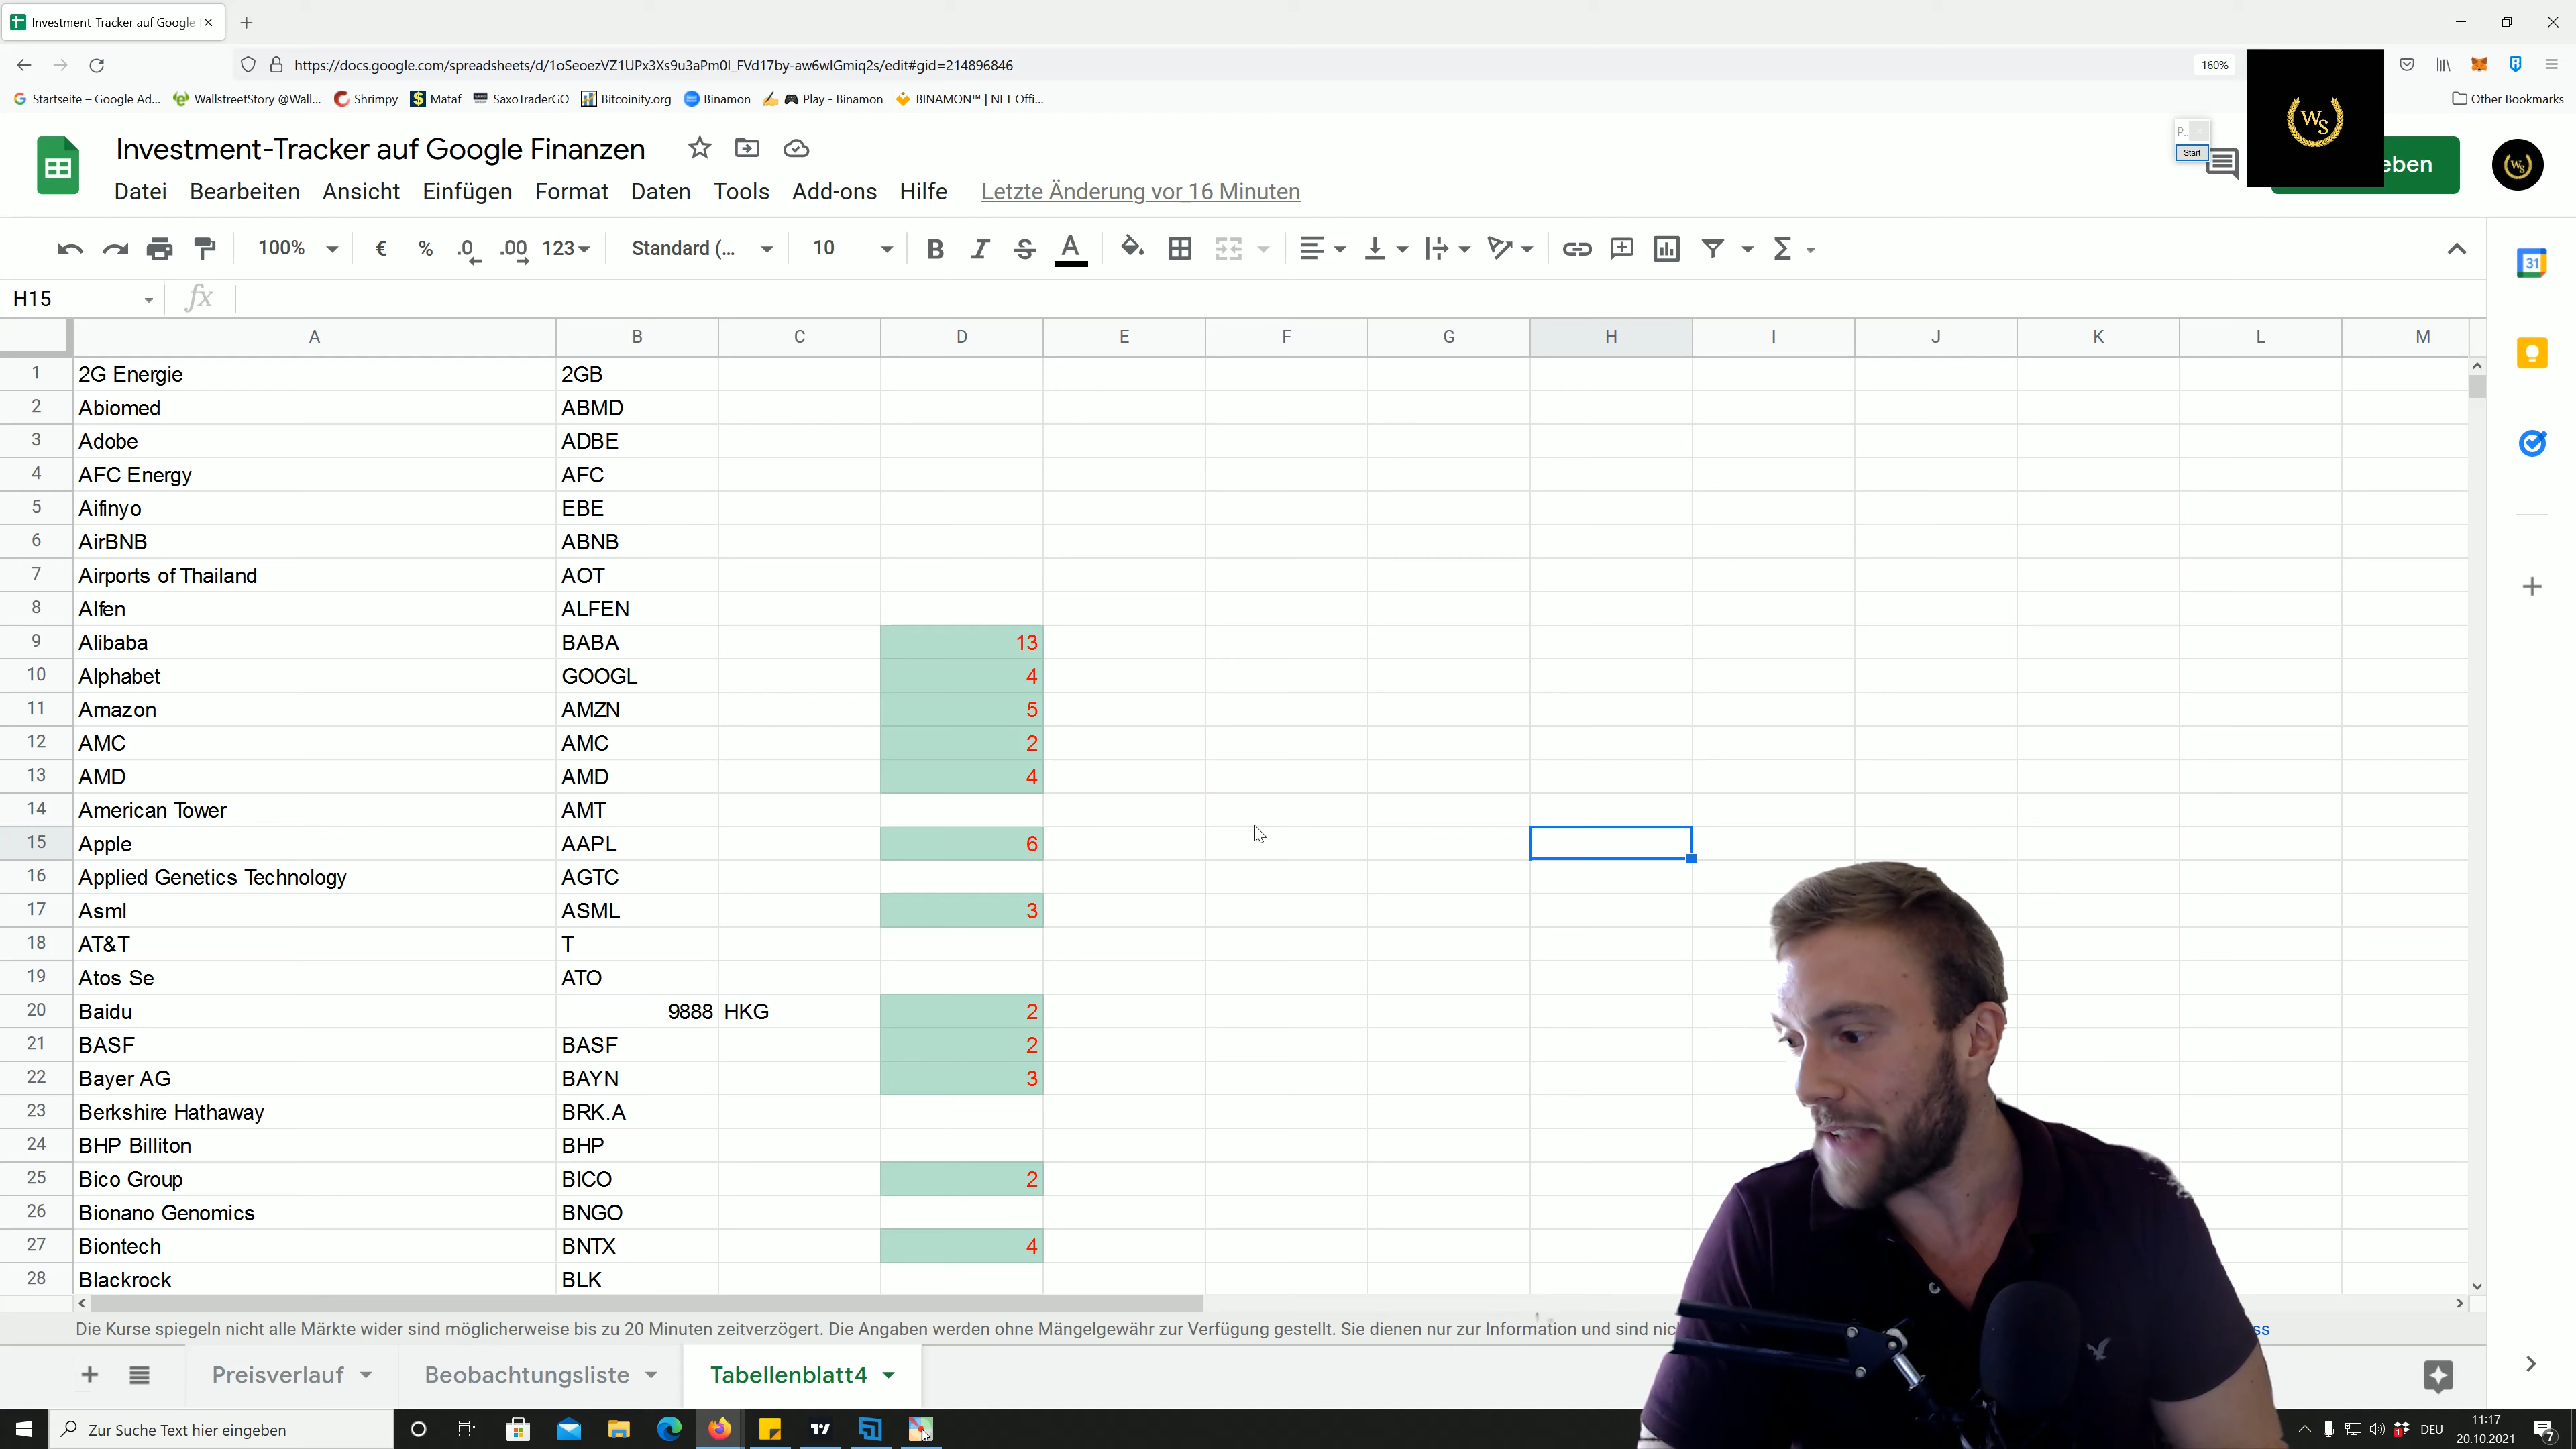 Investment-Tracker auf Google
https://docs.google.com/spreadsheets/d/1oSeoezVZ1UPx3Xs9u3aPm0I_FVd17by-aw6wlGmiq2s/edit#gid=214896846
160%
Startseite – Google Ad... WallstreetStory @Wall... Shrimpy Mataf SaxoTraderGO Bitcoinity.org Binamon Play - Binamon BINAMON™ | NFT Offi... Other Bookmarks
Investment-Tracker auf Google Finanzen
P..
Start
WS
eben
WS
Datei Bearbeiten Ansicht Einfügen Format Daten Tools Add-ons Hilfe Letzte Änderung vor 16 Minuten
100% € % .0 .00 123 Standard (... 10 B I S A Σ
31
H15 fx
A B C D E F G H I J K L M
1 2G Energie 2GB
2 Abiomed ABMD
3 Adobe ADBE
4 AFC Energy AFC
5 Aifinyo EBE
6 AirBNB ABNB
7 Airports of Thailand AOT
8 Alfen ALFEN
9 Alibaba BABA 13
10 Alphabet GOOGL 4
11 Amazon AMZN 5
12 AMC AMC 2
13 AMD AMD 4
14 American Tower AMT
15 Apple AAPL 6
16 Applied Genetics Technology AGTC
17 Asml ASML 3
18 AT&T T
19 Atos Se ATO
20 Baidu 9888 HKG 2
21 BASF BASF 2
22 Bayer AG BAYN 3
23 Berkshire Hathaway BRK.A
24 BHP Billiton BHP
25 Bico Group BICO 2
26 Bionano Genomics BNGO
27 Biontech BNTX 4
28 Blackrock BLK
Die Kurse spiegeln nicht alle Märkte wider sind möglicherweise bis zu 20 Minuten zeitverzögert. Die Angaben werden ohne Mängelgewähr zur Verfügung gestellt. Sie dienen nur zur Information und sind nic
ss
Preisverlauf Beobachtungsliste Tabellenblatt4
Zur Suche Text hier eingeben
DEU
11:17
20.10.2021
7